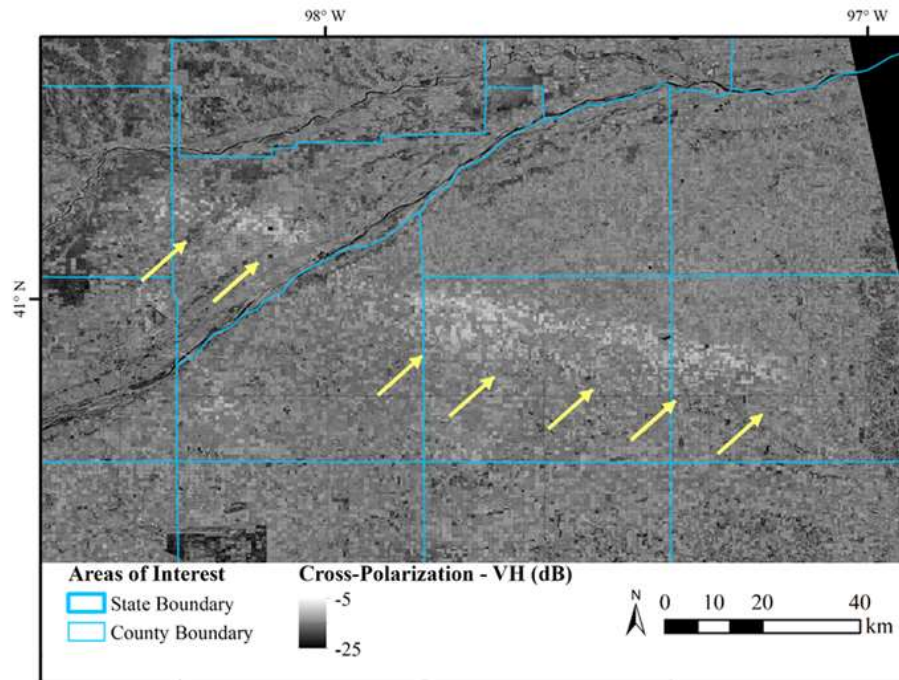 98° W
97° W
41° N
Areas of Interest
State Boundary
County Boundary
Cross-Polarization - VH (dB)
-5
-25
N
0 10 20 40
km